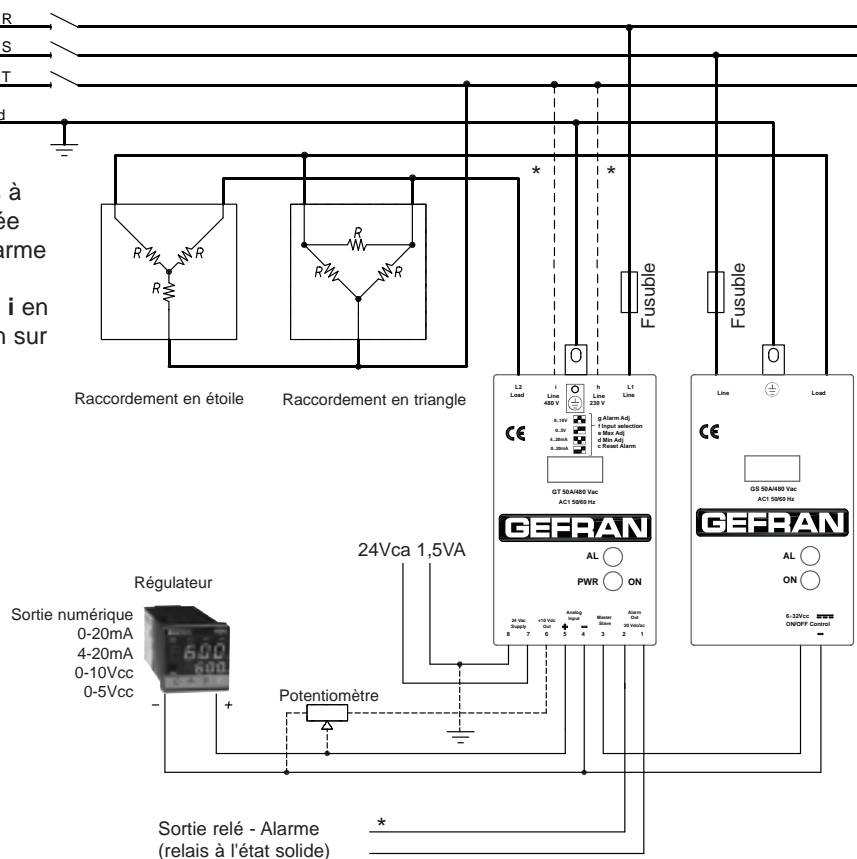 R
S
T
d
à
ée
arme
i en
n sur
*
*
Fusuble
Fusuble
R
R
R
R
R
R
Raccordement en étoile
Raccordement en triangle
L2
Load
i
Line
480 V
h
Line
230 V
L1
Line
0..10V
0..5V
4..20mA
0..20mA
g Alarm Adj
f Input selection
e Max Adj
d Min Adj
c Reset Alarm
CE
GT 50A/480 Vac
AC1 50/60 Hz
GEFRAN
AL
PWR
ON
24 Vac
Supply
+10 Vdc
Out
Analog
Input
+ –
Master
Slave
Alarm
Out
30 Vdc/ac
8 7 6 5 4 3 2 1
Line
Load
CE
GS 50A/480 Vac
AC1 50/60 Hz
GEFRAN
AL
ON
6-32Vcc
ON/OFF Control
–
24Vca 1,5VA
Régulateur
Sortie numérique
0-20mA
4-20mA
0-10Vcc
0-5Vcc
600
600
– +
Potentiomètre
Sortie relé - Alarme
(relais à l'état solide)
*